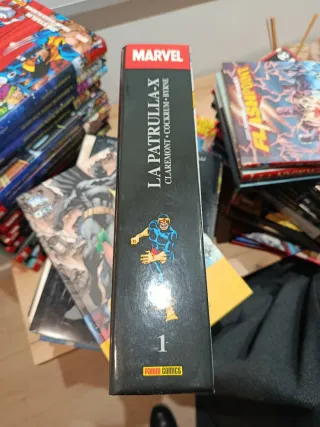 MARVEL
LA PATRULLA-X
CLAREMONT • COCKRUM • BYRNE
1
PANINI COMICS
FLASHPOINT